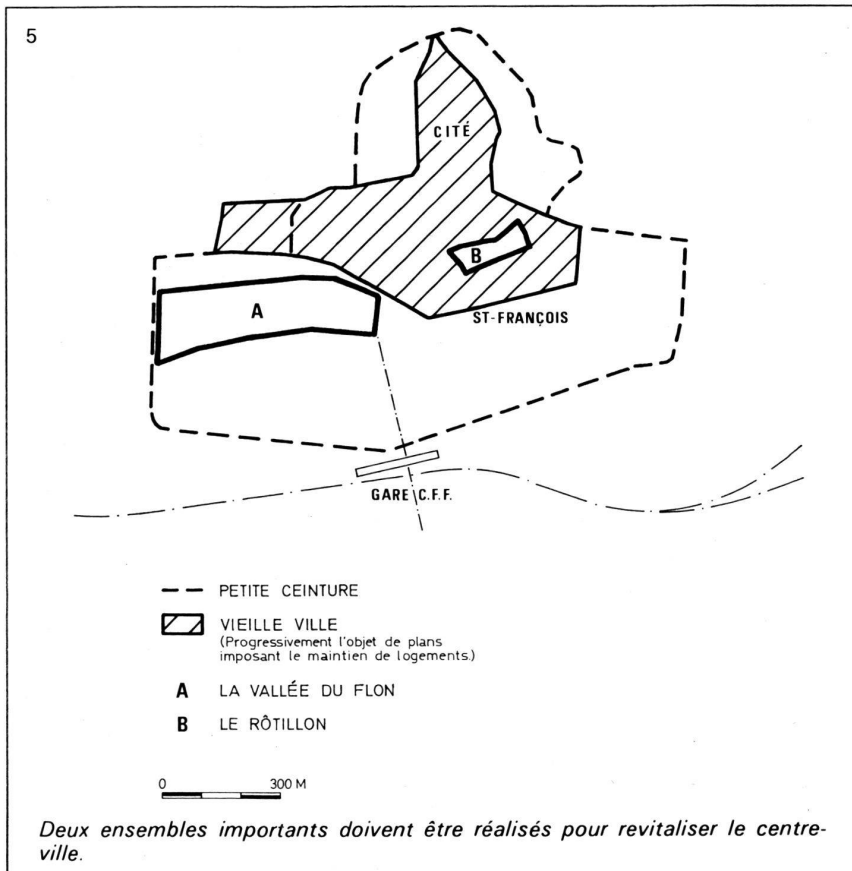 5
CITÉ
B
A
ST-FRANÇOIS
GARE C.F.F.
PETITE CEINTURE
VIEILLE VILLE
(Progressivement l'objet de plans
imposant le maintien de logements.)
A LA VALLÉE DU FLON
B LE RÔTILLON
0 300 M
Deux ensembles importants doivent être réalisés pour revitaliser le centre-
ville.